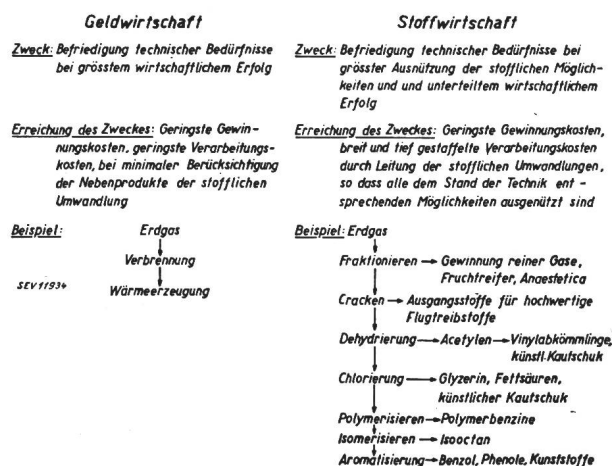 Geldwirtschaft
Zweck: Befriedigung technischer Bedürfnisse
bei grösstem wirtschaftlichem Erfolg
Erreichung des Zweckes: Geringste Gewin-
nungskosten, geringste Verarbeitungs-
kosten, bei minimaler Berücksichtigung
der Nebenprodukte der stofflichen
Umwandlung
Beispiel: Erdgas
Verbrennung
Wärmeerzeugung
SEV11934
Stoffwirtschaft
Zweck: Befriedigung technischer Bedürfnisse bei
grösster Ausnützung der stofflichen Möglich-
keiten und und unterteiltem wirtschaftlichem
Erfolg
Erreichung des Zweckes: Geringste Gewinnungskosten,
breit und tief gestaffelte Verarbeitungskosten
durch Leitung der stofflichen Umwandlungen,
so dass alle dem Stand der Technik ent-
sprechenden Möglichkeiten ausgenützt sind
Beispiel: Erdgas
Fraktionieren → Gewinnung reiner Gase,
Fruchtreifer, Anaestetica
Cracken → Ausgangsstoffe für hochwertige
Flugtreibstoffe
Dehydrierung → Acetylen → Vinylabkömmlinge,
künstl. Kautschuk
Chlorierung → Glyzerin, Fettsäuren,
künstlicher Kautschuk
Polymerisieren → Polymerbenzine
Isomerisieren → Isooctan
Aromatisierung → Benzol, Phenole, Kunststoffe